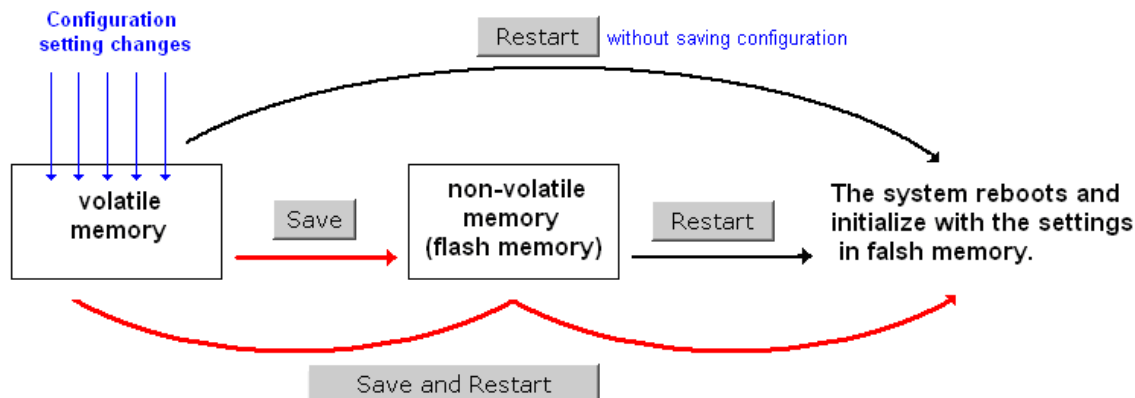 Configuration
setting changes
Restart
without saving configuration
volatile
memory
Save
non-volatile
memory
(flash memory)
Restart
The system reboots and
initialize with the settings
in falsh memory.
Save and Restart